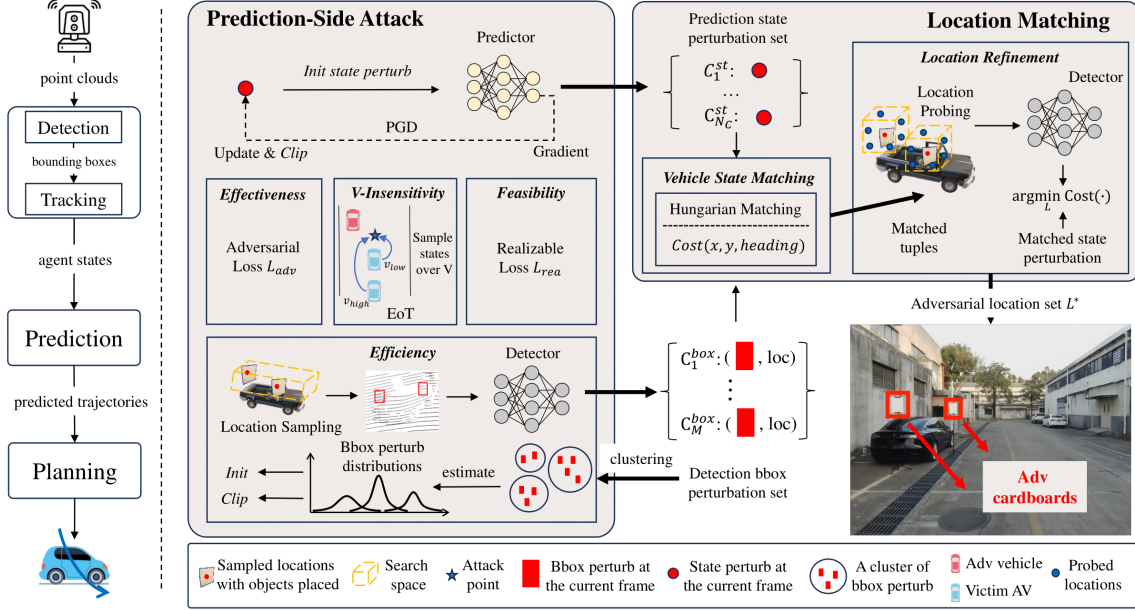 point clouds
Detection
bounding boxes
Tracking
agent states
Prediction
predicted trajectories
Planning
Prediction-Side Attack
Predictor
Init state perturb
PGD
Update & Clip
Gradient
Effectiveness
Adversarial
Loss L_adv
V-Insensitivity
v_low
v_high
Sample
states
over V
EoT
Feasibility
Realizable
Loss L_rea
Efficiency
Detector
Location Sampling
Bbox perturb
distributions
Init
Clip
estimate
clustering
Location Matching
Prediction state
perturbation set
C_1^st:
...
C_{N_C}^st:
Vehicle State Matching
Hungarian Matching
Cost(x, y, heading)
Location Refinement
Location
Probing
Detector
Matched
tuples
argmin Cost(·)
L
Matched state
perturbation
C_1^box: ( , loc)
⋮
C_M^box: ( , loc)
Detection bbox
perturbation set
Adversarial location set L*
Adv
cardboards
Sampled locations
with objects placed
Search
space
Attack
point
Bbox perturb at
the current frame
State perturb at
the current frame
A cluster of
bbox perturb
Adv vehicle
Victim AV
Probed
locations